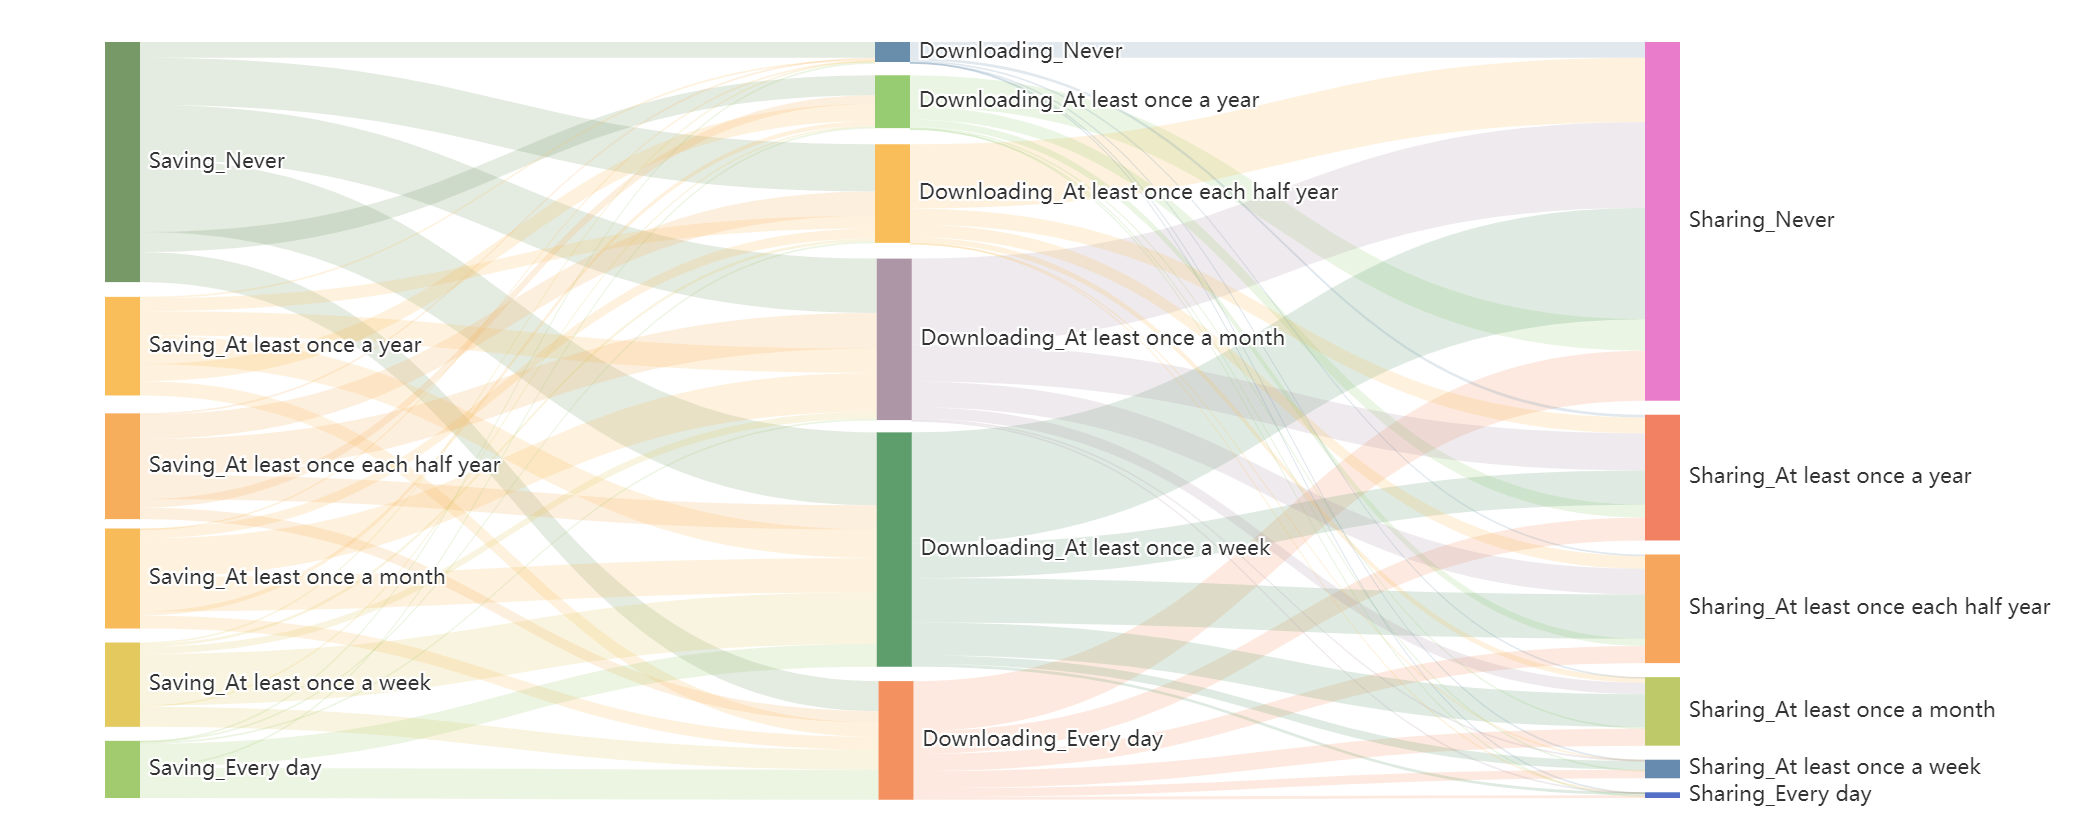 Saving_Never
Saving_At least once a year
Saving_At least once each half year
Saving_At least once a month
Saving_At least once a week
Saving_Every day
Downloading_Never
Downloading_At least once a year
Downloading_At least once each half year
Downloading_At least once a month
Downloading_At least once a week
Downloading_Every day
Sharing_Never
Sharing_At least once a year
Sharing_At least once each half year
Sharing_At least once a month
Sharing_At least once a week
Sharing_Every day